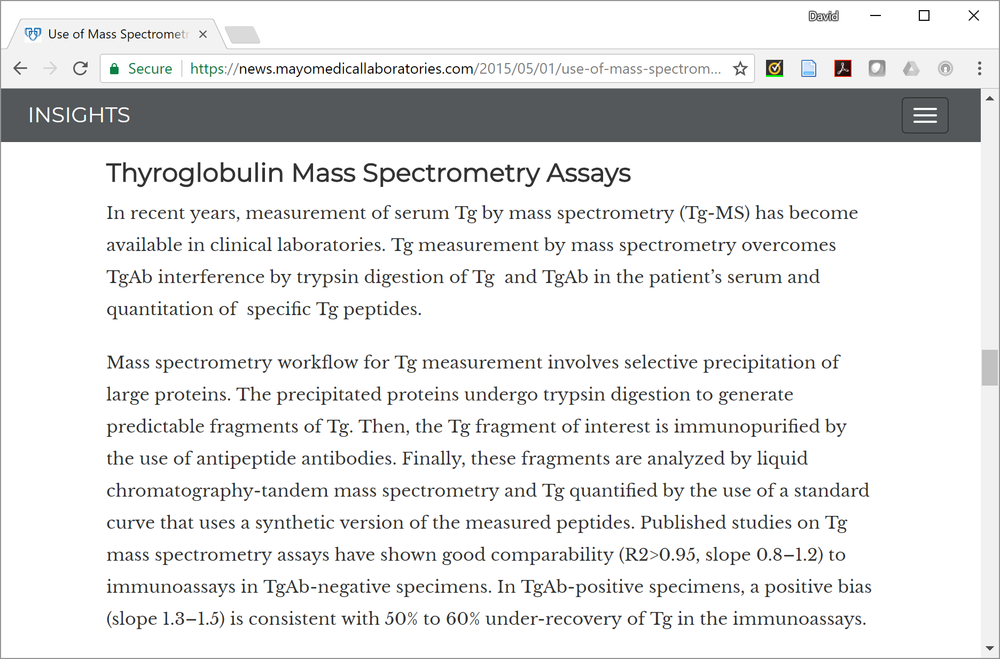 David
Use of Mass Spectrometr
Secure https://news.mayomedicallaboratories.com/2015/05/01/use-of-mass-spectrom...
INSIGHTS
Thyroglobulin Mass Spectrometry Assays
In recent years, measurement of serum Tg by mass spectrometry (Tg-MS) has become
available in clinical laboratories. Tg measurement by mass spectrometry overcomes
TgAb interference by trypsin digestion of Tg  and TgAb in the patient’s serum and
quantitation of  specific Tg peptides.
Mass spectrometry workflow for Tg measurement involves selective precipitation of
large proteins. The precipitated proteins undergo trypsin digestion to generate
predictable fragments of Tg. Then, the Tg fragment of interest is immunopurified by
the use of antipeptide antibodies. Finally, these fragments are analyzed by liquid
chromatography-tandem mass spectrometry and Tg quantified by the use of a standard
curve that uses a synthetic version of the measured peptides. Published studies on Tg
mass spectrometry assays have shown good comparability (R2>0.95, slope 0.8–1.2) to
immunoassays in TgAb-negative specimens. In TgAb-positive specimens, a positive bias
(slope 1.3–1.5) is consistent with 50% to 60% under-recovery of Tg in the immunoassays.